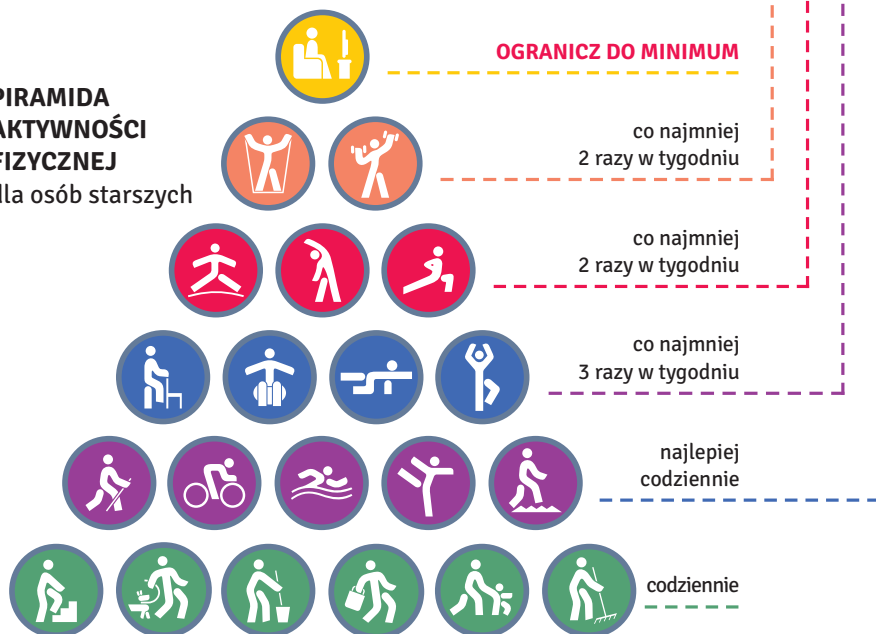 OGRANICZ DO MINIMUM
PIRAMIDA
AKTYWNOŚCI
FIZYCZNEJ
dla osób starszych
co najmniej
2 razy w tygodniu
co najmniej
2 razy w tygodniu
co najmniej
3 razy w tygodniu
najlepiej
codziennie
codziennie